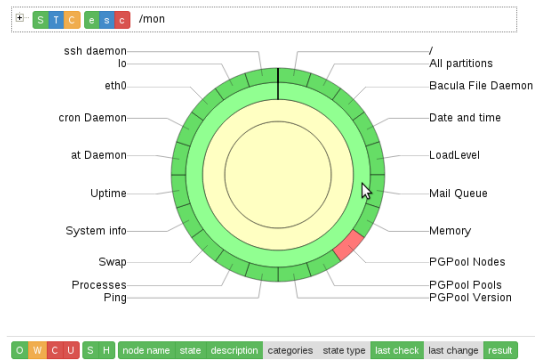 S T C e s c /mon
ssh daemon /
lo All partitions
eth0 Bacula File Daemon
cron Daemon Date and time
at Daemon LoadLevel
Uptime Mail Queue
System info Memory
Swap PGPool Nodes
Processes PGPool Pools
Ping PGPool Version
O W C U S H node name state description categories state type last check last change result